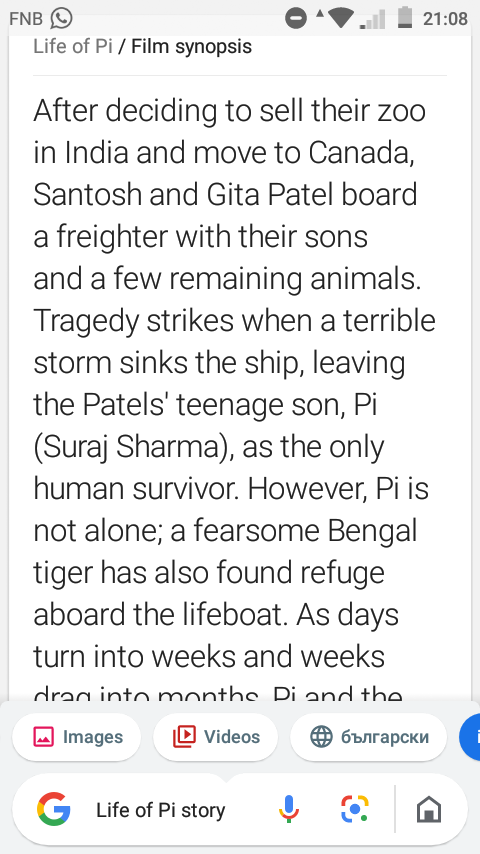 FNB 21:08
Life of Pi / Film synopsis
After deciding to sell their zoo
in India and move to Canada,
Santosh and Gita Patel board
a freighter with their sons
and a few remaining animals.
Tragedy strikes when a terrible
storm sinks the ship, leaving
the Patels' teenage son, Pi
(Suraj Sharma), as the only
human survivor. However, Pi is
not alone; a fearsome Bengal
tiger has also found refuge
aboard the lifeboat. As days
turn into weeks and weeks
drag into months, Pi and the
Images Videos български i
Life of Pi story